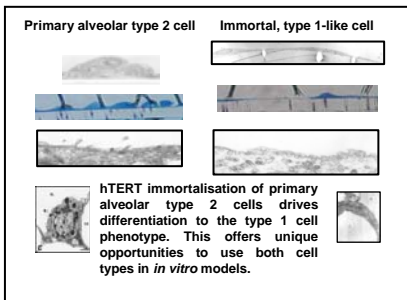 Primary alveolar type 2 cell
Immortal, type 1-like cell
hTERT immortalisation of primary
alveolar type 2 cells drives
differentiation to the type 1 cell
phenotype. This offers unique
opportunities to use both cell
types in in vitro models.